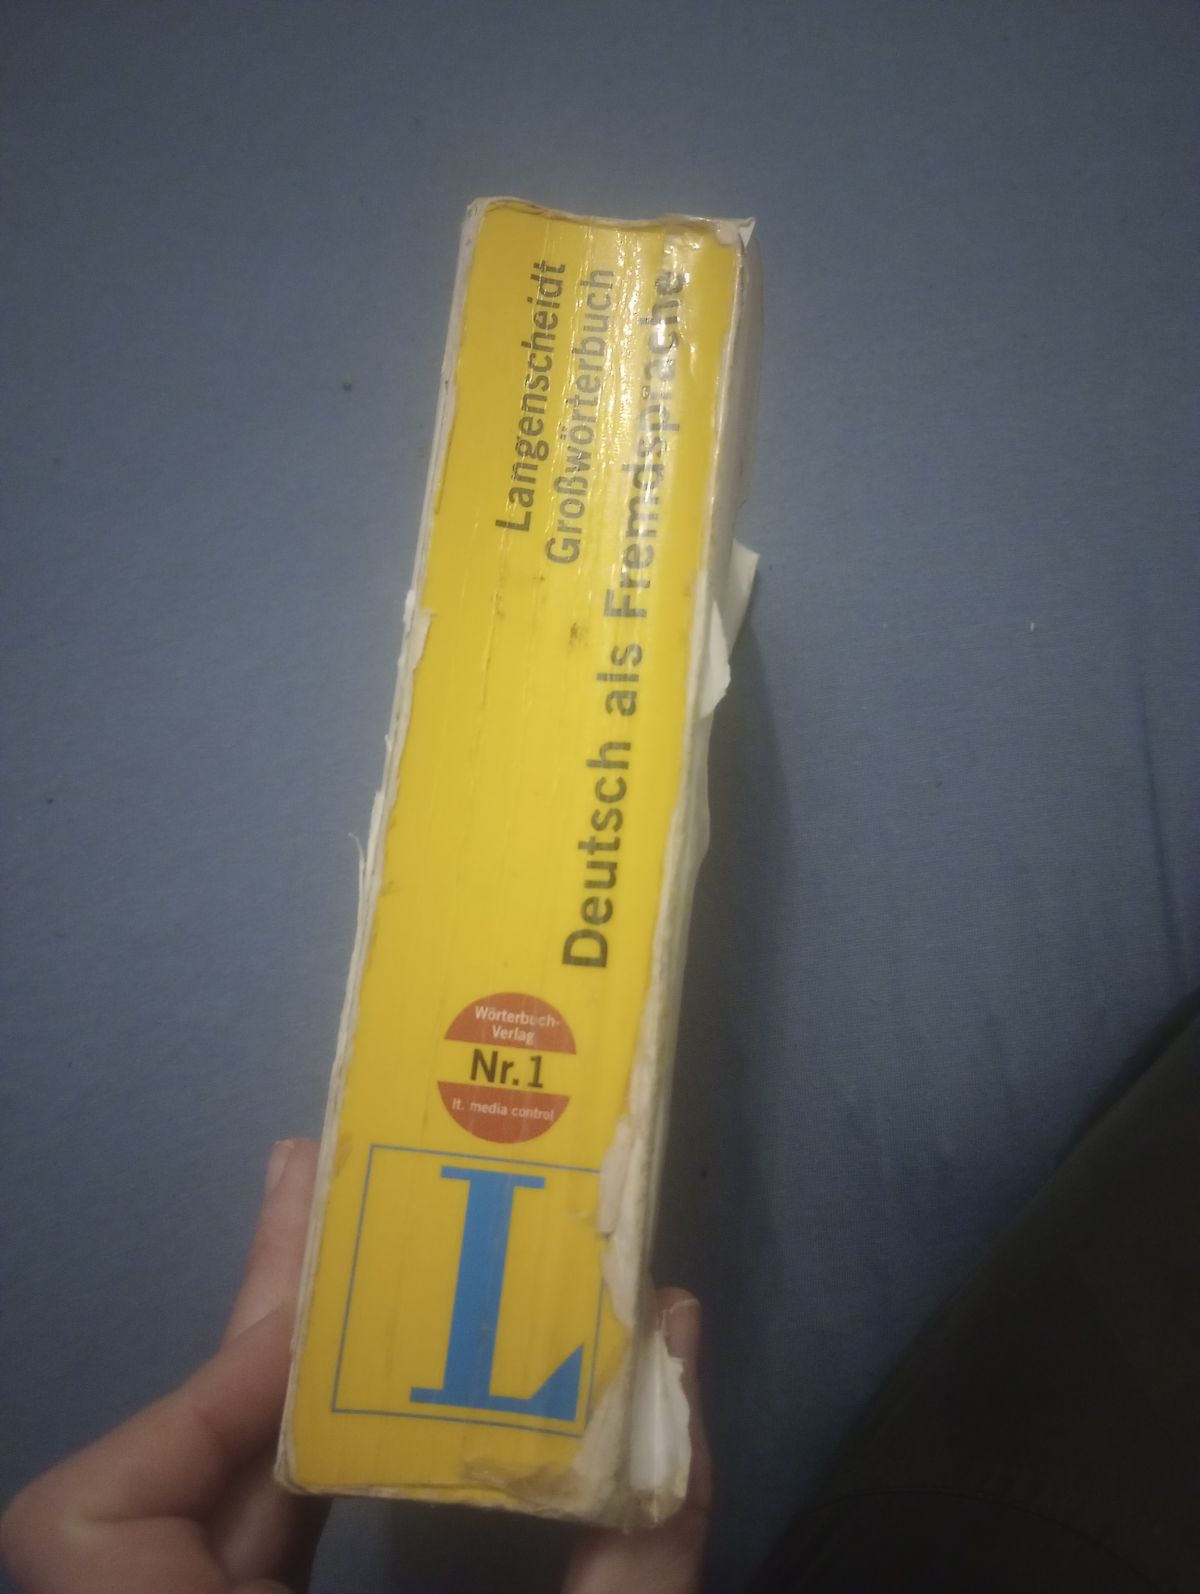 Langenscheidt
Großwörterbuch
Deutsch als Fremdsprache
Wörterbuch-
Verlag
Nr. 1
lt. media control
L